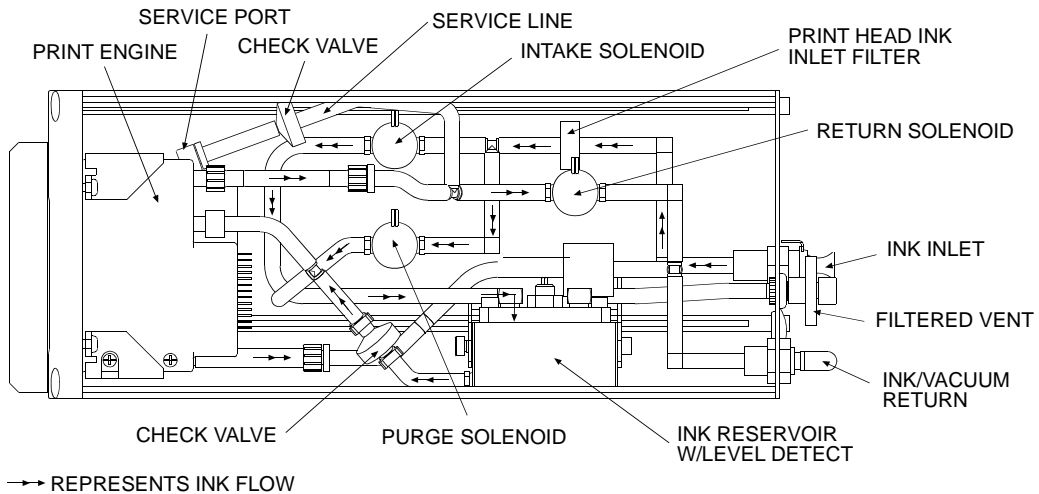 SERVICE PORT
SERVICE LINE
PRINT ENGINE
CHECK VALVE
INTAKE SOLENOID
PRINT HEAD INK
INLET FILTER
RETURN SOLENOID
INK INLET
FILTERED VENT
INK/VACUUM
RETURN
CHECK VALVE
PURGE SOLENOID
INK RESERVOIR
W/LEVEL DETECT
REPRESENTS INK FLOW